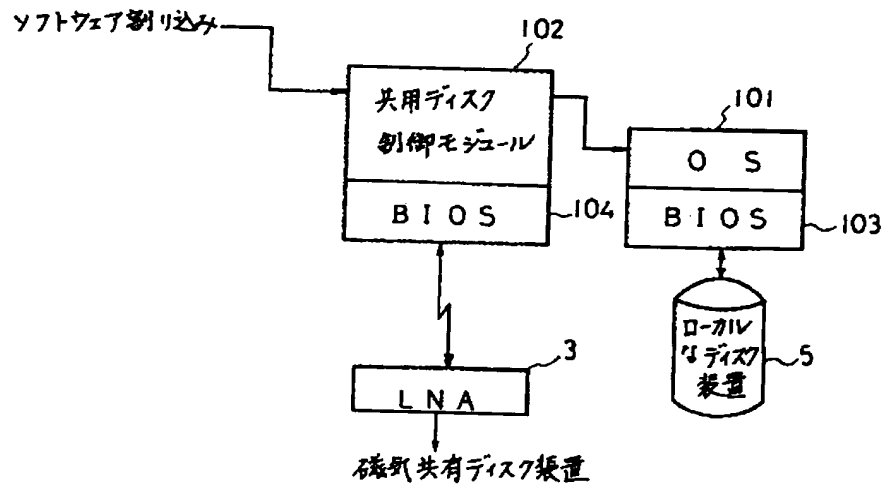 ソフトウェア割り込み
102
共用ディスク
制御モジュール
101
OS
BIOS
104
BIOS
103
3
LNA
ローカル
なディスク
装置
5
磁気共有ディスク装置